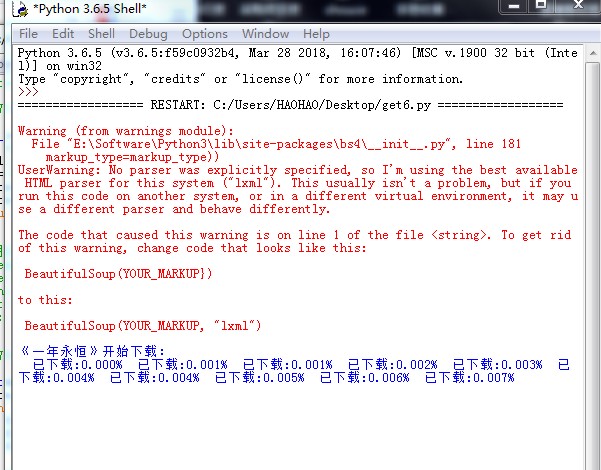 *Python 3.6.5 Shell*
File Edit Shell Debug Options Window Help
Python 3.6.5 (v3.6.5:f59c0932b4, Mar 28 2018, 16:07:46) [MSC v.1900 32 bit (Inte
l)] on win32
Type "copyright", "credits" or "license()" for more information.
>>>
================== RESTART: C:/Users/HAOHAO/Desktop/get6.py ==================
Warning (from warnings module):
File "E:\Software\Python3\lib\site-packages\bs4\__init__.py", line 181
markup_type=markup_type))
UserWarning: No parser was explicitly specified, so I'm using the best available
HTML parser for this system ("lxml"). This usually isn't a problem, but if you
run this code on another system, or in a different virtual environment, it may u
se a different parser and behave differently.
The code that caused this warning is on line 1 of the file <string>. To get rid
of this warning, change code that looks like this:
BeautifulSoup(YOUR_MARKUP})
to this:
BeautifulSoup(YOUR_MARKUP, "lxml")
《一年永恒》开始下载:
已下载:0.000% 已下载:0.001% 已下载:0.001% 已下载:0.002% 已下载:0.003% 已
下载:0.004% 已下载:0.004% 已下载:0.005% 已下载:0.006% 已下载:0.007%